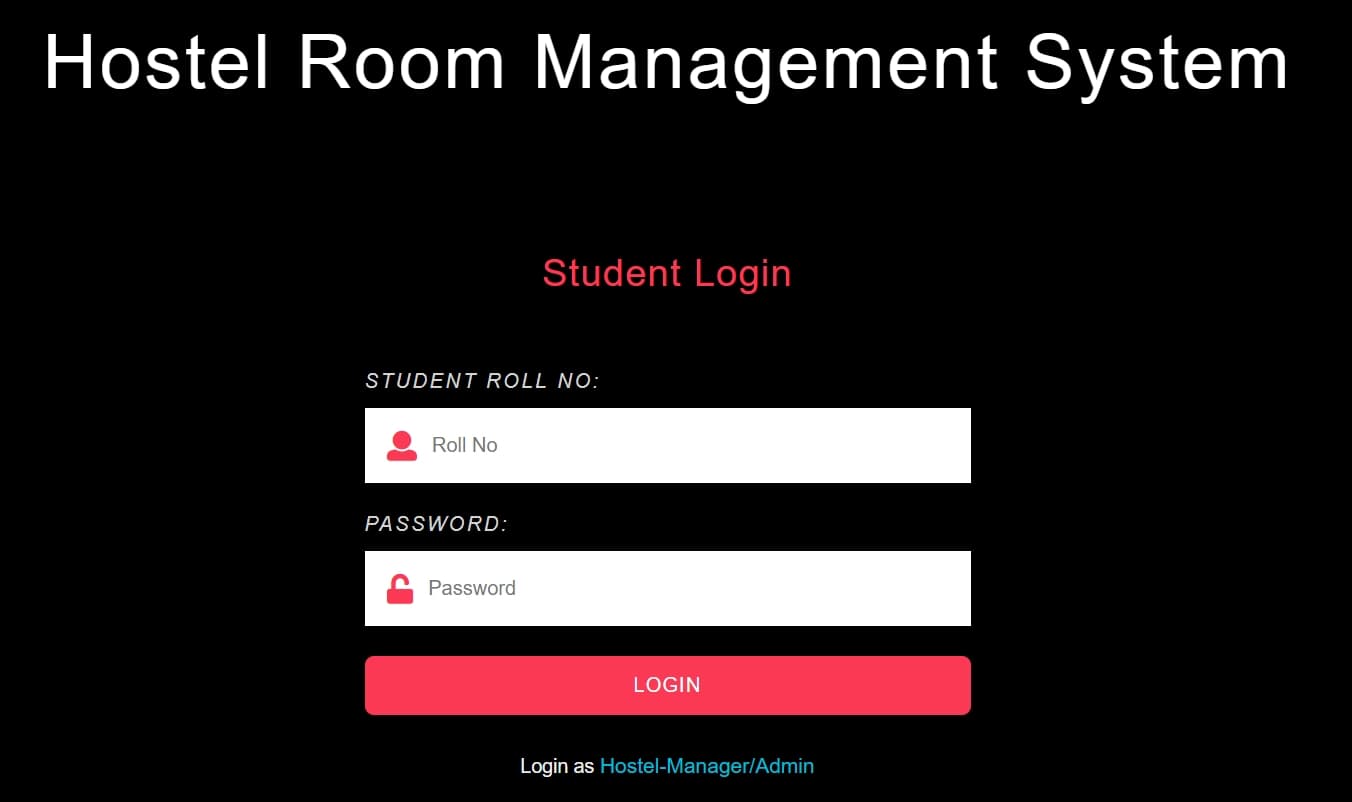 Hostel Room Management System
Student Login
STUDENT ROLL NO:
Roll No
PASSWORD:
Password
LOGIN
Login as Hostel-Manager/Admin